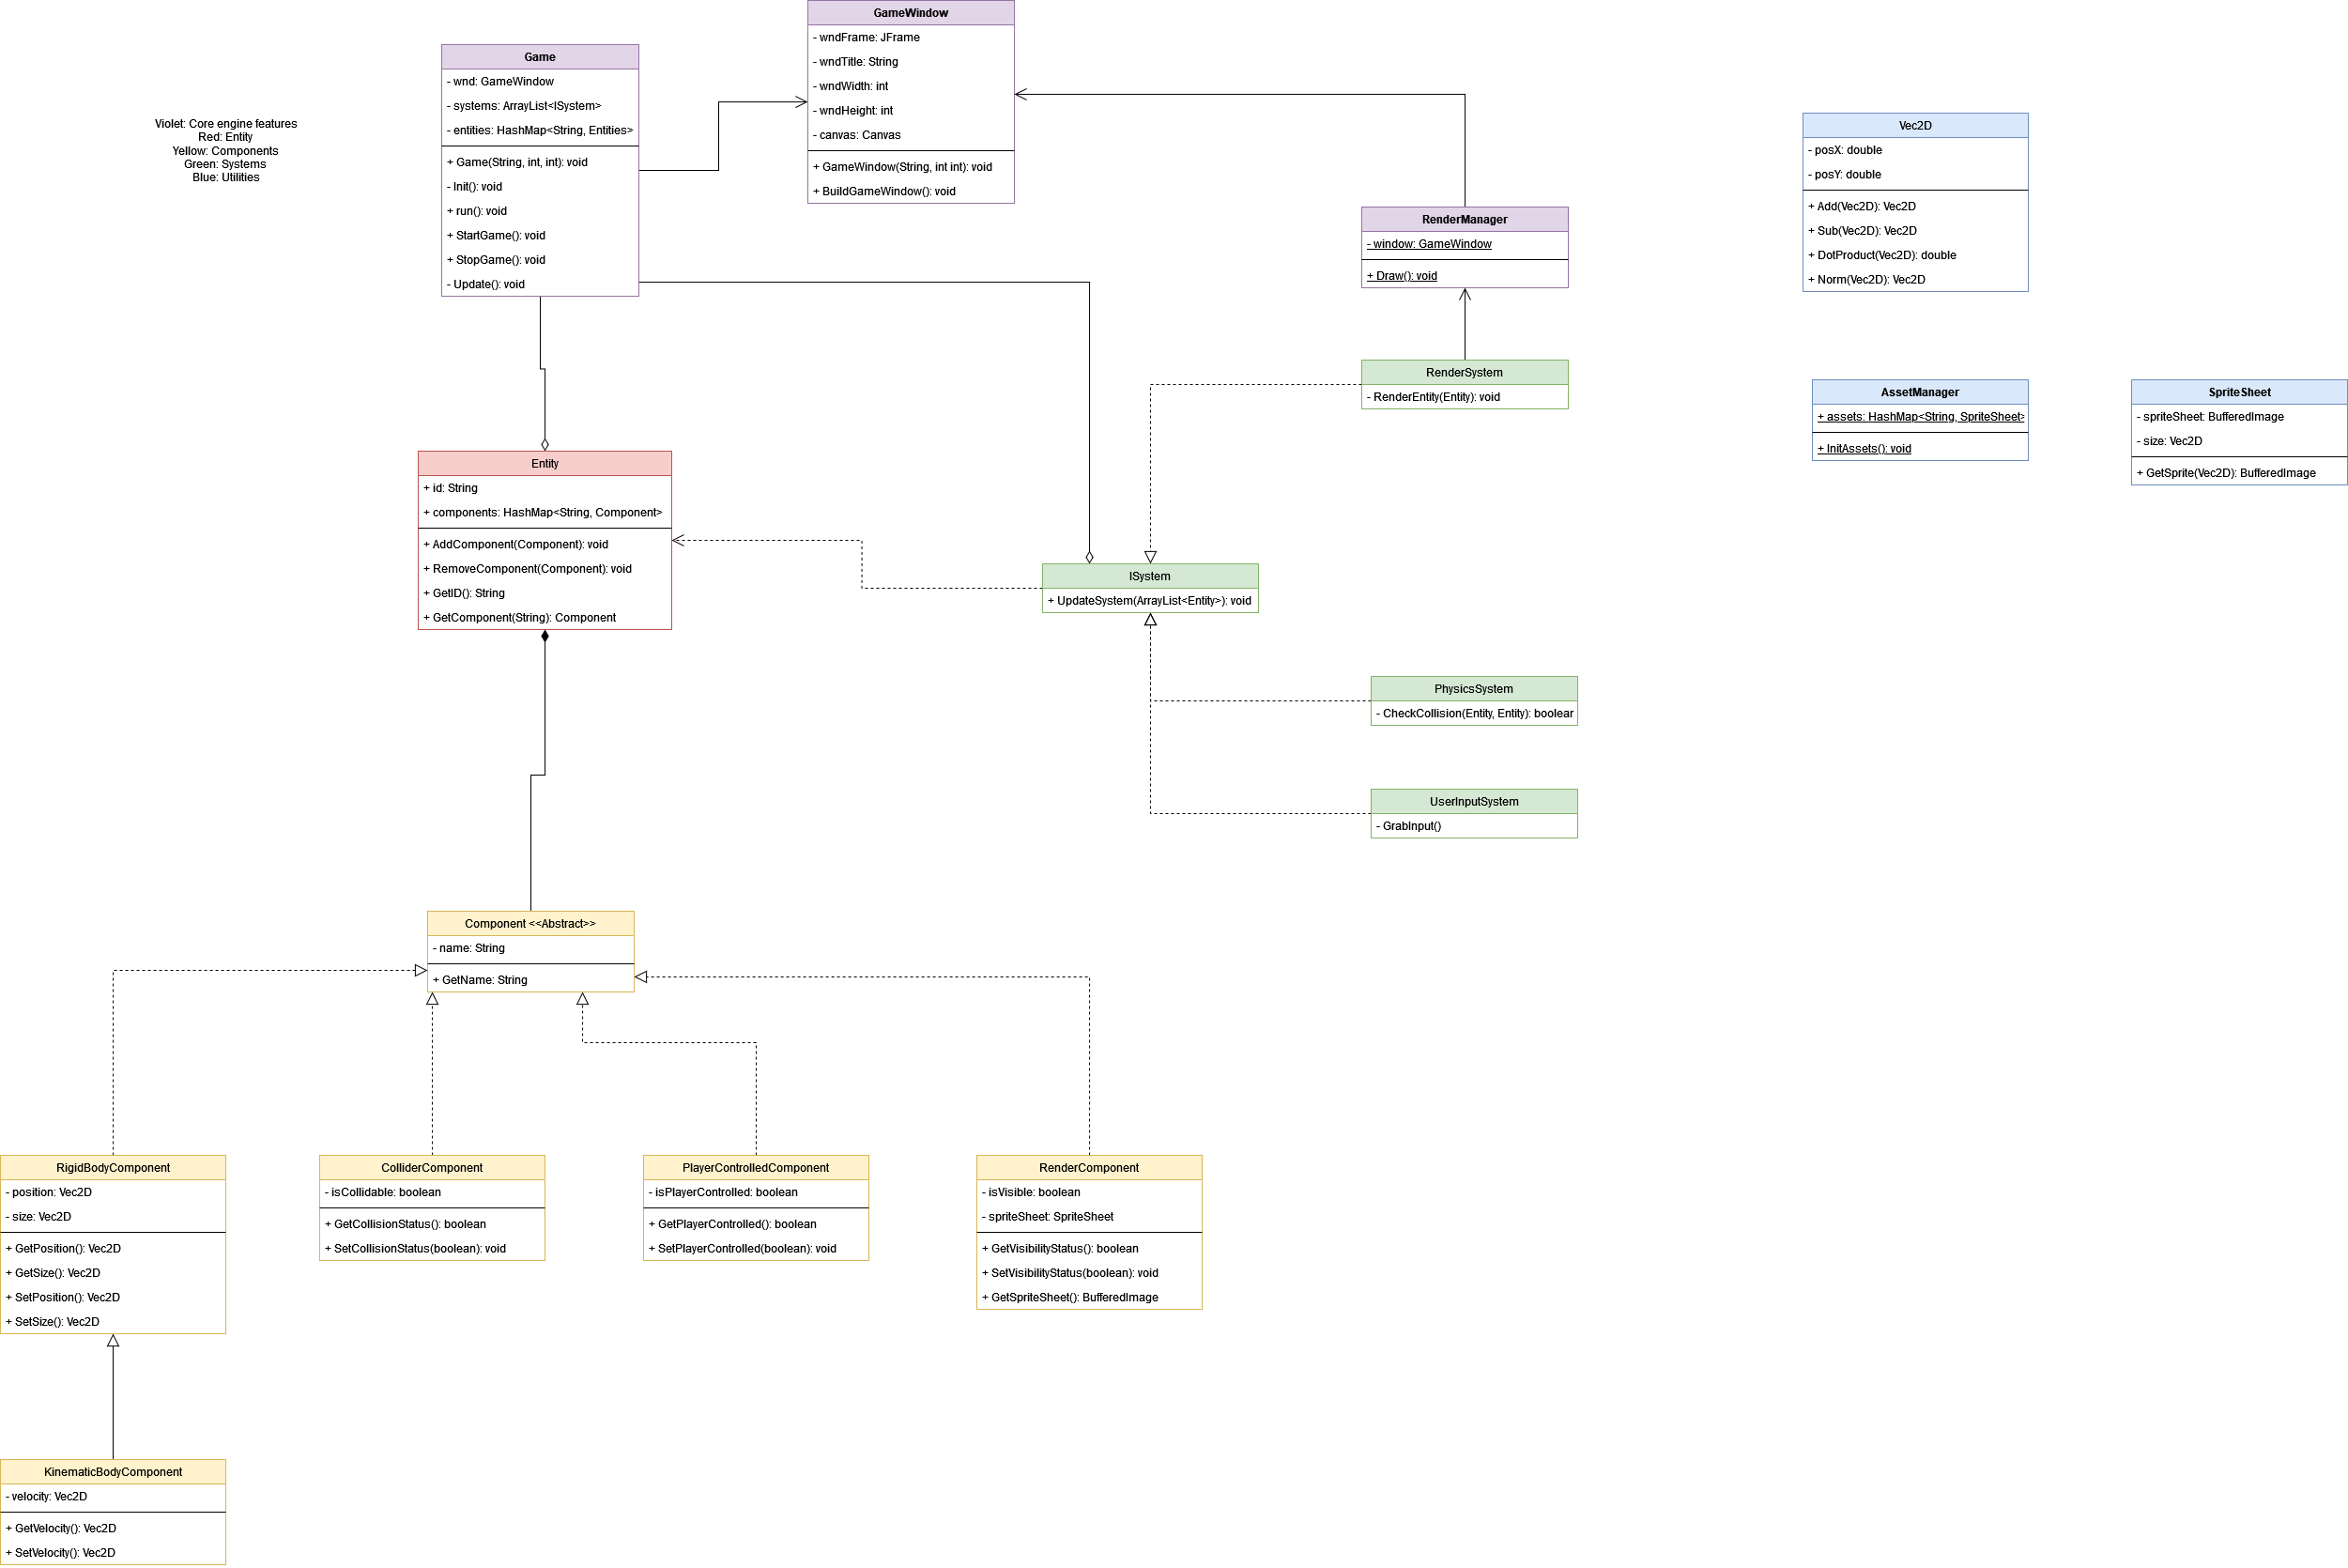 GameWindow
- wndFrame: JFrame
- wndTitle: String
- wndWidth: int
- wndHeight: int
- canvas: Canvas
+ GameWindow(String, int int): void
+ BuildGameWindow(): void
Game
- wnd: GameWindow
- systems: ArrayList<ISystem>
- entities: HashMap<String, Entities>
+ Game(String, int, int): void
- Init(): void
+ run(): void
+ StartGame(): void
+ StopGame(): void
- Update(): void
Violet: Core engine features
Red: Entity
Yellow: Components
Green: Systems
Blue: Utilities
Vec2D
- posX: double
- posY: double
+ Add(Vec2D): Vec2D
+ Sub(Vec2D): Vec2D
+ DotProduct(Vec2D): double
+ Norm(Vec2D): Vec2D
RenderManager
- window: GameWindow
+ Draw(): void
RenderSystem
- RenderEntity(Entity): void
AssetManager
+ assets: HashMap<String, SpriteSheet>
+ InitAssets(): void
SpriteSheet
- spriteSheet: BufferedImage
- size: Vec2D
+ GetSprite(Vec2D): BufferedImage
Entity
+ id: String
+ components: HashMap<String, Component>
+ AddComponent(Component): void
+ RemoveComponent(Component): void
+ GetID(): String
+ GetComponent(String): Component
ISystem
+ UpdateSystem(ArrayList<Entity>): void
PhysicsSystem
- CheckCollision(Entity, Entity): boolear
UserInputSystem
- GrabInput()
Component <<Abstract>>
- name: String
+ GetName: String
RigidBodyComponent
- position: Vec2D
- size: Vec2D
+ GetPosition(): Vec2D
+ GetSize(): Vec2D
+ SetPosition(): Vec2D
+ SetSize(): Vec2D
ColliderComponent
- isCollidable: boolean
+ GetCollisionStatus(): boolean
+ SetCollisionStatus(boolean): void
PlayerControlledComponent
- isPlayerControlled: boolean
+ GetPlayerControlled(): boolean
+ SetPlayerControlled(boolean): void
RenderComponent
- isVisible: boolean
- spriteSheet: SpriteSheet
+ GetVisibilityStatus(): boolean
+ SetVisibilityStatus(boolean): void
+ GetSpriteSheet(): BufferedImage
KinematicBodyComponent
- velocity: Vec2D
+ GetVelocity(): Vec2D
+ SetVelocity(): Vec2D